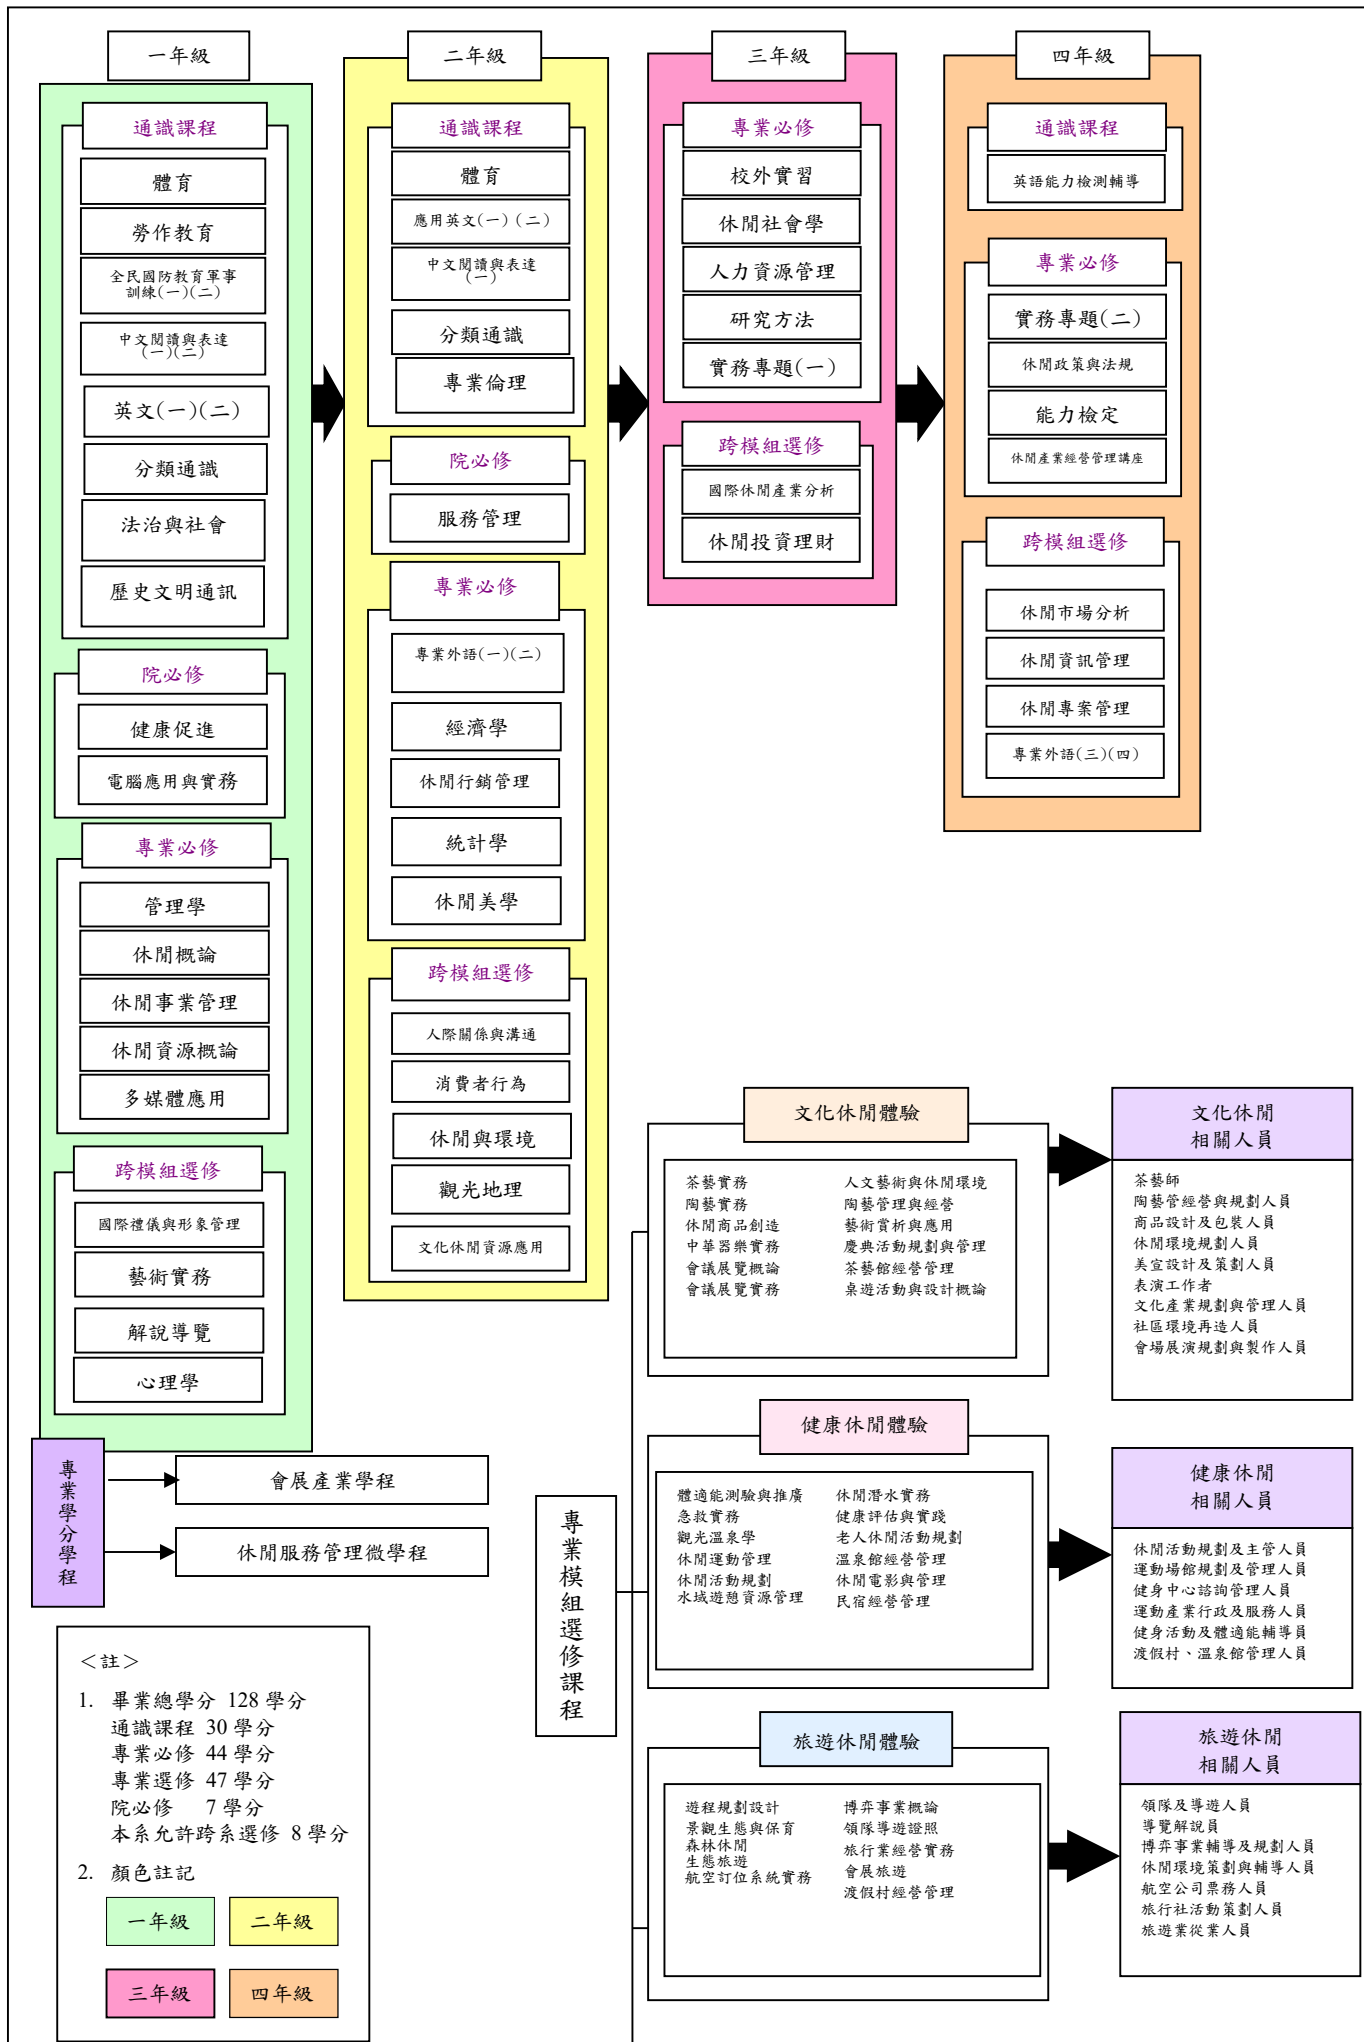 一年級
通識課程
體育
勞作教育
全民國防教育軍事
訓練(一)(二)
中文閱讀與表達
(一)(二)
英文(一)(二)
分類通識
法治與社會
歷史文明通訊
院必修
健康促進
電腦應用與實務
專業必修
管理學
休閒概論
休閒事業管理
休閒資源概論
多媒體應用
跨模組選修
國際禮儀與形象管理
藝術實務
解說導覽
心理學
二年級
通識課程
體育
應用英文(一)(二)
中文閱讀與表達
(一)
分類通識
專業倫理
院必修
服務管理
專業必修
專業外語(一)(二)
經濟學
休閒行銷管理
統計學
休閒美學
跨模組選修
人際關係與溝通
消費者行為
休閒與環境
觀光地理
文化休閒資源應用
三年級
專業必修
校外實習
休閒社會學
人力資源管理
研究方法
實務專題(一)
跨模組選修
國際休閒產業分析
休閒投資理財
四年級
通識課程
英語能力檢測輔導
專業必修
實務專題(二)
休閒政策與法規
能力檢定
休閒產業經營管理講座
跨模組選修
休閒市場分析
休閒資訊管理
休閒專案管理
專業外語(三)(四)
專業學分學程
會展產業學程
休閒服務管理微學程
<註>
1. 畢業總學分 128 學分
通識課程 30 學分
專業必修 44 學分
專業選修 47 學分
院必修 7 學分
本系允許跨系選修 8 學分
2. 顏色註記
一年級
二年級
三年級
四年級
專業模組選修課程
文化休閒體驗
茶藝實務
陶藝實務
休閒商品創造
中華器樂實務
會議展覽概論
會議展覽實務
人文藝術與休閒環境
陶藝管理與經營
藝術賞析與應用
慶典活動規劃與管理
茶藝館經營管理
桌遊活動與設計概論
文化休閒
相關人員
茶藝師
陶藝管經營與規劃人員
商品設計及包裝人員
休閒環境規劃人員
美宣設計及策劃人員
表演工作者
文化產業規劃與管理人員
社區環境再造人員
會場展演規劃與製作人員
健康休閒體驗
體適能測驗與推廣
急救實務
觀光溫泉學
休閒運動管理
休閒活動規劃
水域遊憩資源管理
休閒潛水實務
健康評估與實踐
老人休閒活動規劃
溫泉館經營管理
休閒電影與管理
民宿經營管理
健康休閒
相關人員
休閒活動規劃及主管人員
運動場館規劃及管理人員
健身中心諮詢管理人員
運動產業行政及服務人員
健身活動及體適能輔導員
渡假村、溫泉館管理人員
旅遊休閒體驗
遊程規劃設計
景觀生態與保育
森林休閒
生態旅遊
航空訂位系統實務
博弈事業概論
領隊導遊證照
旅行業經營實務
會展旅遊
渡假村經營管理
旅遊休閒
相關人員
領隊及導遊人員
導覽解說員
博弈事業輔導及規劃人員
休閒環境策劃與輔導人員
航空公司票務人員
旅行社活動策劃人員
旅遊業從業人員